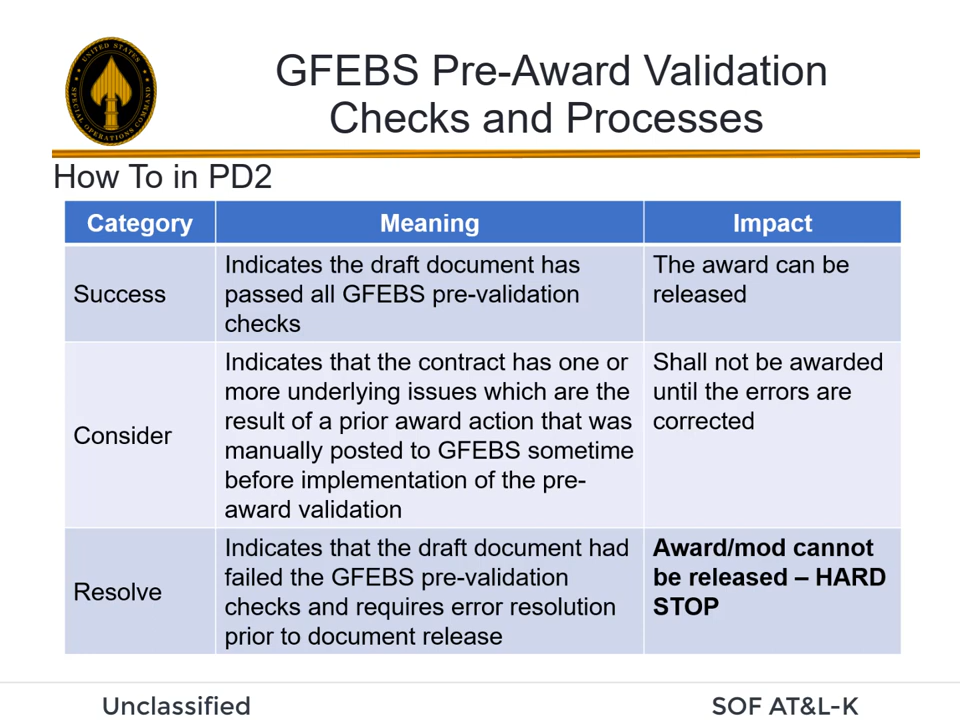 UNITED STATES
SPECIAL OPERATIONS COMMAND
GFEBS Pre-Award Validation
Checks and Processes
How To in PD2
Category
Meaning
Impact
Success
Indicates the draft document has
passed all GFEBS pre-validation
checks
The award can be
released
Consider
Indicates that the contract has one or
more underlying issues which are the
result of a prior award action that was
manually posted to GFEBS sometime
before implementation of the pre-
award validation
Shall not be awarded
until the errors are
corrected
Resolve
Indicates that the draft document had
failed the GFEBS pre-validation
checks and requires error resolution
prior to document release
Award/mod cannot
be released – HARD
STOP
Unclassified
SOF AT&L-K